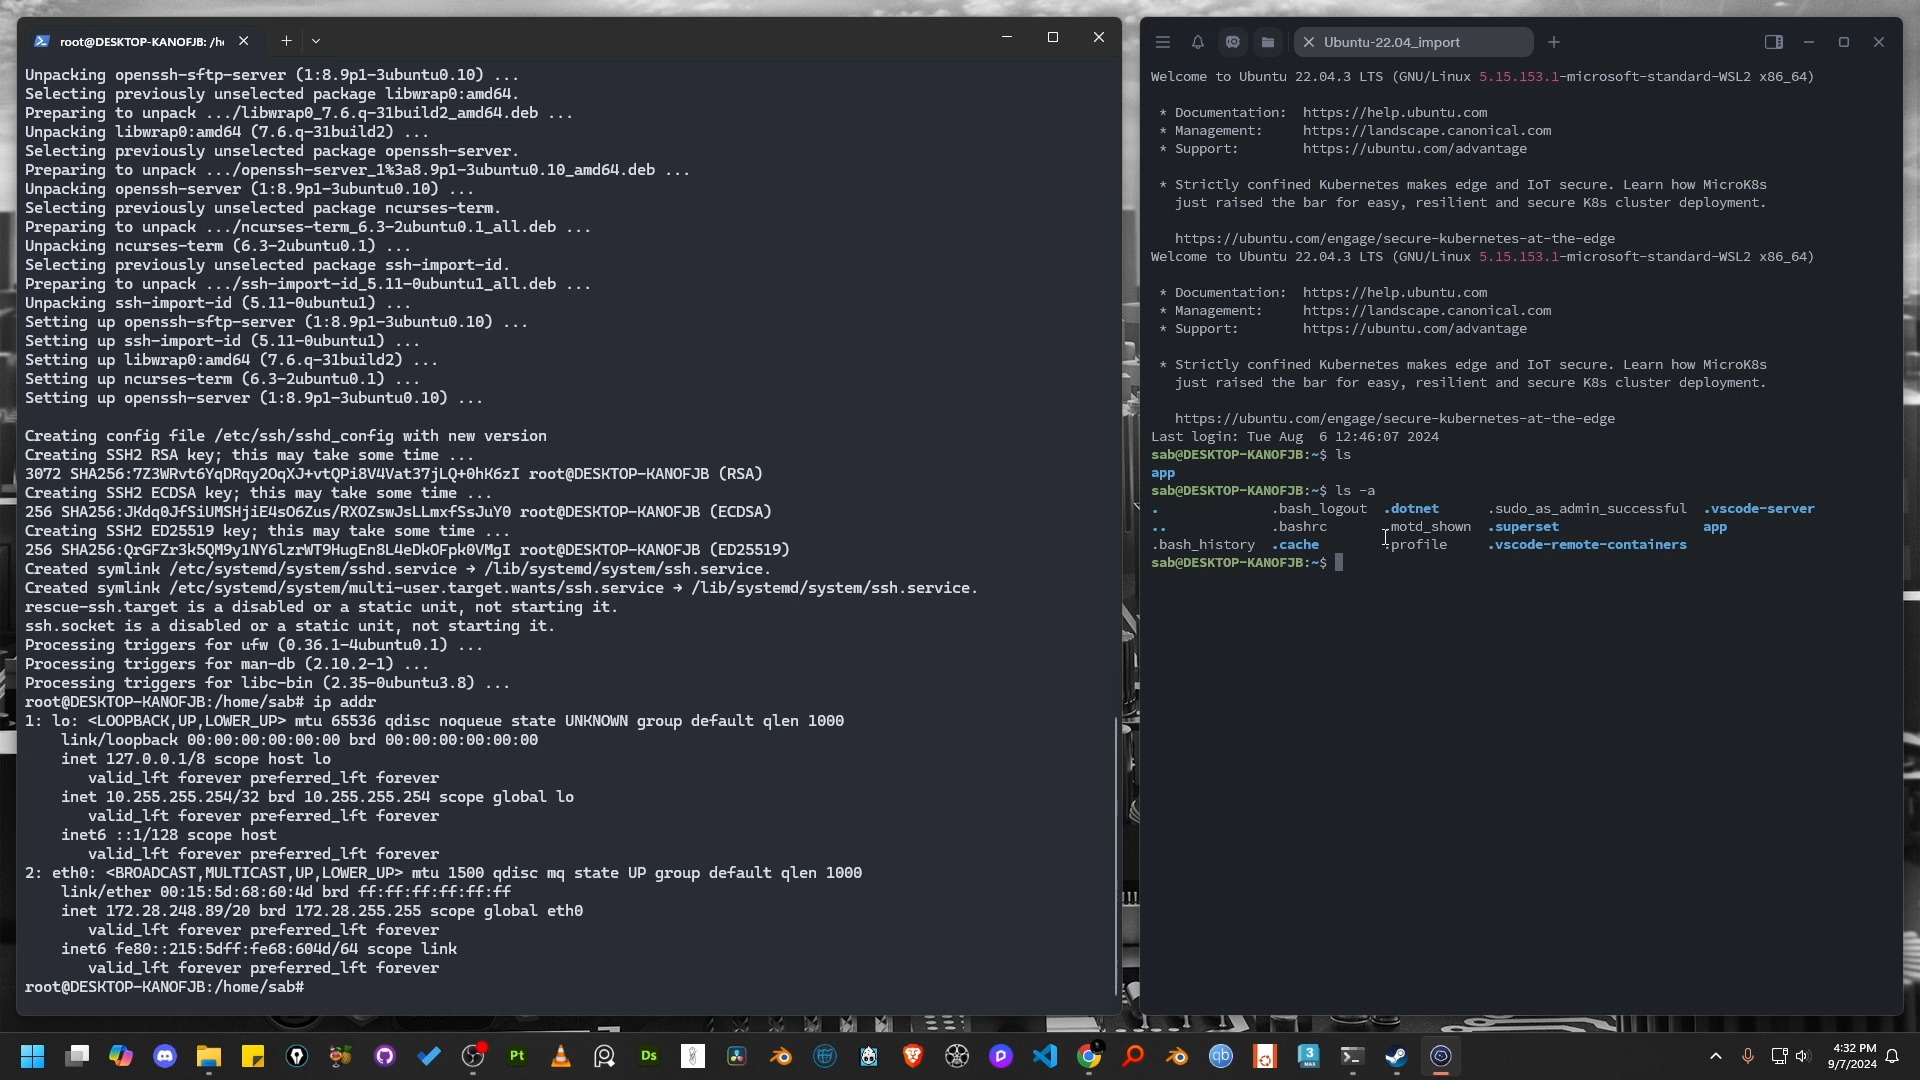 root@DESKTOP-KANOFJB: /h
Unpacking openssh-sftp-server (1:8.9p1-3ubuntu0.10) ...
Selecting previously unselected package libwrap0:amd64.
Preparing to unpack .../libwrap0_7.6.q-31build2_amd64.deb ...
Unpacking libwrap0:amd64 (7.6.q-31build2) ...
Selecting previously unselected package openssh-server.
Preparing to unpack .../openssh-server_1%3a8.9p1-3ubuntu0.10_amd64.deb ...
Unpacking openssh-server (1:8.9p1-3ubuntu0.10) ...
Selecting previously unselected package ncurses-term.
Preparing to unpack .../ncurses-term_6.3-2ubuntu0.1_all.deb ...
Unpacking ncurses-term (6.3-2ubuntu0.1) ...
Selecting previously unselected package ssh-import-id.
Preparing to unpack .../ssh-import-id_5.11-0ubuntu1_all.deb ...
Unpacking ssh-import-id (5.11-0ubuntu1) ...
Setting up openssh-sftp-server (1:8.9p1-3ubuntu0.10) ...
Setting up ssh-import-id (5.11-0ubuntu1) ...
Setting up libwrap0:amd64 (7.6.q-31build2) ...
Setting up ncurses-term (6.3-2ubuntu0.1) ...
Setting up openssh-server (1:8.9p1-3ubuntu0.10) ...
Creating config file /etc/ssh/sshd_config with new version
Creating SSH2 RSA key; this may take some time ...
3072 SHA256:7Z3WRvt6YqDRqy2OqXJ+vtQPi8V4Vat37jLQ+0hK6zI root@DESKTOP-KANOFJB (RSA)
Creating SSH2 ECDSA key; this may take some time ...
256 SHA256:JKdq0JfSiUMSHjiE4sO6Zus/RXOZswJsLLmxfSsJuY0 root@DESKTOP-KANOFJB (ECDSA)
Creating SSH2 ED25519 key; this may take some time ...
256 SHA256:QrGFZr3k5QM9y1NY6lzrWT9HugEn8L4eDkOFpk0VMgI root@DESKTOP-KANOFJB (ED25519)
Created symlink /etc/systemd/system/sshd.service → /lib/systemd/system/ssh.service.
Created symlink /etc/systemd/system/multi-user.target.wants/ssh.service → /lib/systemd/system/ssh.service.
rescue-ssh.target is a disabled or a static unit, not starting it.
ssh.socket is a disabled or a static unit, not starting it.
Processing triggers for ufw (0.36.1-4ubuntu0.1) ...
Processing triggers for man-db (2.10.2-1) ...
Processing triggers for libc-bin (2.35-0ubuntu3.8) ...
root@DESKTOP-KANOFJB:/home/sab# ip addr
1: lo: <LOOPBACK,UP,LOWER_UP> mtu 65536 qdisc noqueue state UNKNOWN group default qlen 1000
link/loopback 00:00:00:00:00:00 brd 00:00:00:00:00:00
inet 127.0.0.1/8 scope host lo
valid_lft forever preferred_lft forever
inet 10.255.255.254/32 brd 10.255.255.254 scope global lo
valid_lft forever preferred_lft forever
inet6 ::1/128 scope host
valid_lft forever preferred_lft forever
2: eth0: <BROADCAST,MULTICAST,UP,LOWER_UP> mtu 1500 qdisc mq state UP group default qlen 1000
link/ether 00:15:5d:68:60:4d brd ff:ff:ff:ff:ff:ff
inet 172.28.248.89/20 brd 172.28.255.255 scope global eth0
valid_lft forever preferred_lft forever
inet6 fe80::215:5dff:fe68:604d/64 scope link
valid_lft forever preferred_lft forever
root@DESKTOP-KANOFJB:/home/sab#
Ubuntu-22.04_import
Welcome to Ubuntu 22.04.3 LTS (GNU/Linux 5.15.153.1-microsoft-standard-WSL2 x86_64)
* Documentation: https://help.ubuntu.com
* Management: https://landscape.canonical.com
* Support: https://ubuntu.com/advantage
* Strictly confined Kubernetes makes edge and IoT secure. Learn how MicroK8s
just raised the bar for easy, resilient and secure K8s cluster deployment.
https://ubuntu.com/engage/secure-kubernetes-at-the-edge
Welcome to Ubuntu 22.04.3 LTS (GNU/Linux 5.15.153.1-microsoft-standard-WSL2 x86_64)
* Documentation: https://help.ubuntu.com
* Management: https://landscape.canonical.com
* Support: https://ubuntu.com/advantage
* Strictly confined Kubernetes makes edge and IoT secure. Learn how MicroK8s
just raised the bar for easy, resilient and secure K8s cluster deployment.
https://ubuntu.com/engage/secure-kubernetes-at-the-edge
Last login: Tue Aug  6 12:46:07 2024
sab@DESKTOP-KANOFJB:~$ ls
app
sab@DESKTOP-KANOFJB:~$ ls -a
. .bash_logout .dotnet .sudo_as_admin_successful .vscode-server
.. .bashrc .motd_shown .superset app
.bash_history .cache .profile .vscode-remote-containers
sab@DESKTOP-KANOFJB:~$
Pt
Ds
qb
3
MAX
4:32 PM
9/7/2024